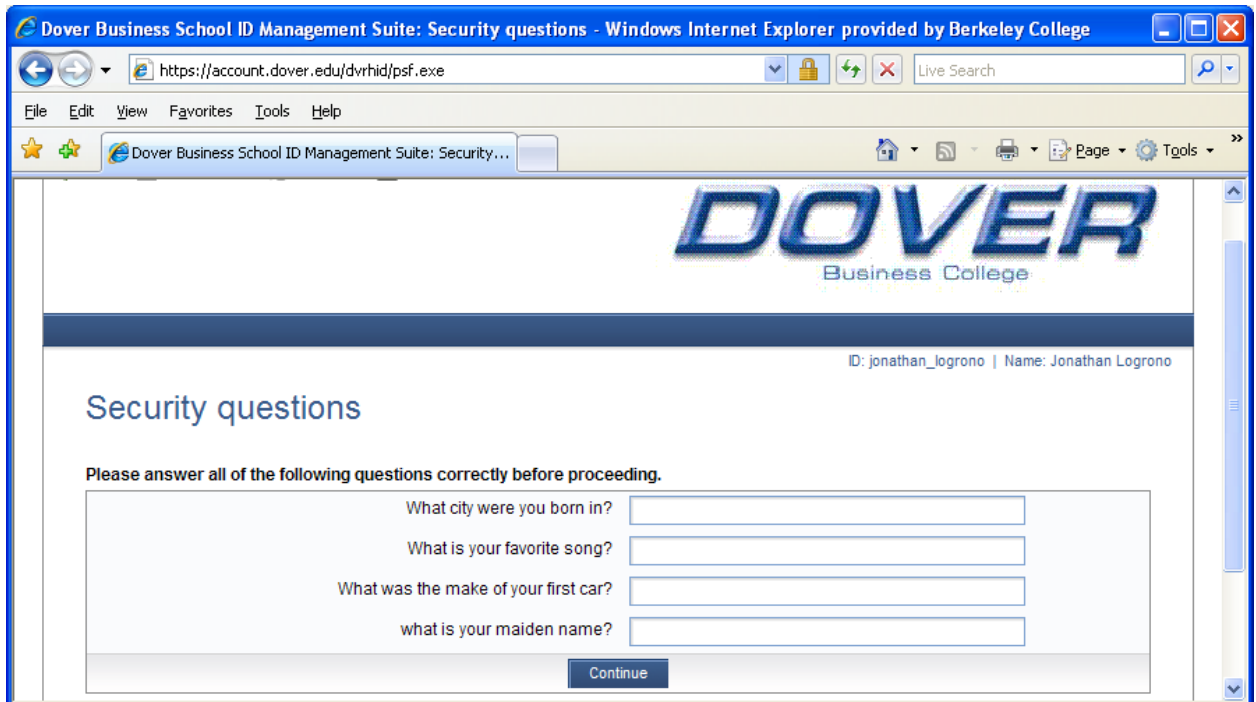 Dover Business School ID Management Suite: Security questions - Windows Internet Explorer provided by Berkeley College
https://account.dover.edu/dvrhid/psf.exe
Live Search
File Edit View Favorites Tools Help
Dover Business School ID Management Suite: Security...
Page Tools »
DOVER
Business College
ID: jonathan_logrono | Name: Jonathan Logrono
Security questions
Please answer all of the following questions correctly before proceeding.
What city were you born in?
What is your favorite song?
What was the make of your first car?
what is your maiden name?
Continue